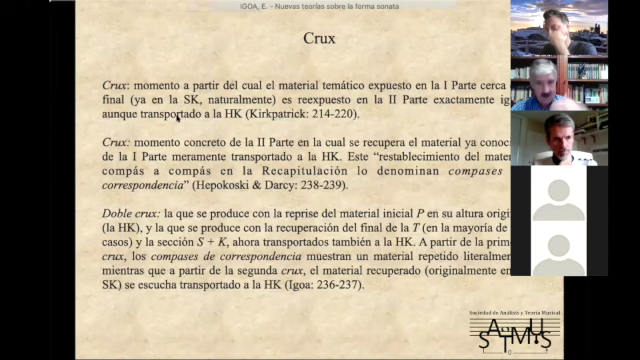 IGOA, E. - Nuevas teorías sobre la forma sonata
Crux
Crux: momento a partir del cual el material temático expuesto en la I Parte cerca
final (ya en la SK, naturalmente) es reexpuesto en la II Parte exactamente
aunque transportado a la HK (Kirkpatrick: 214-220).
Crux: momento concreto de la II Parte en la cual se recupera el material ya
de la I Parte meramente transportado a la HK. Este “restablecimiento del
compás a compás en la Recapitulación lo denominan compases
correspondencia” (Hepokoski & Darcy: 238-239).
Doble crux: la que se produce con la reprise del material inicial P en su altura
(la HK), y la que se produce con la recuperación del final de la T (en la mayoría de
casos) y la sección S + K, ahora transportados también a la HK. A partir de la
crux, los compases de correspondencia muestran un material repetido
mientras que a partir de la segunda crux, el material recuperado (originalmente
SK) se escucha transportado a la HK (Igoa: 236-237).
Sociedad de Análisis y Teoría Musical
SATMUS